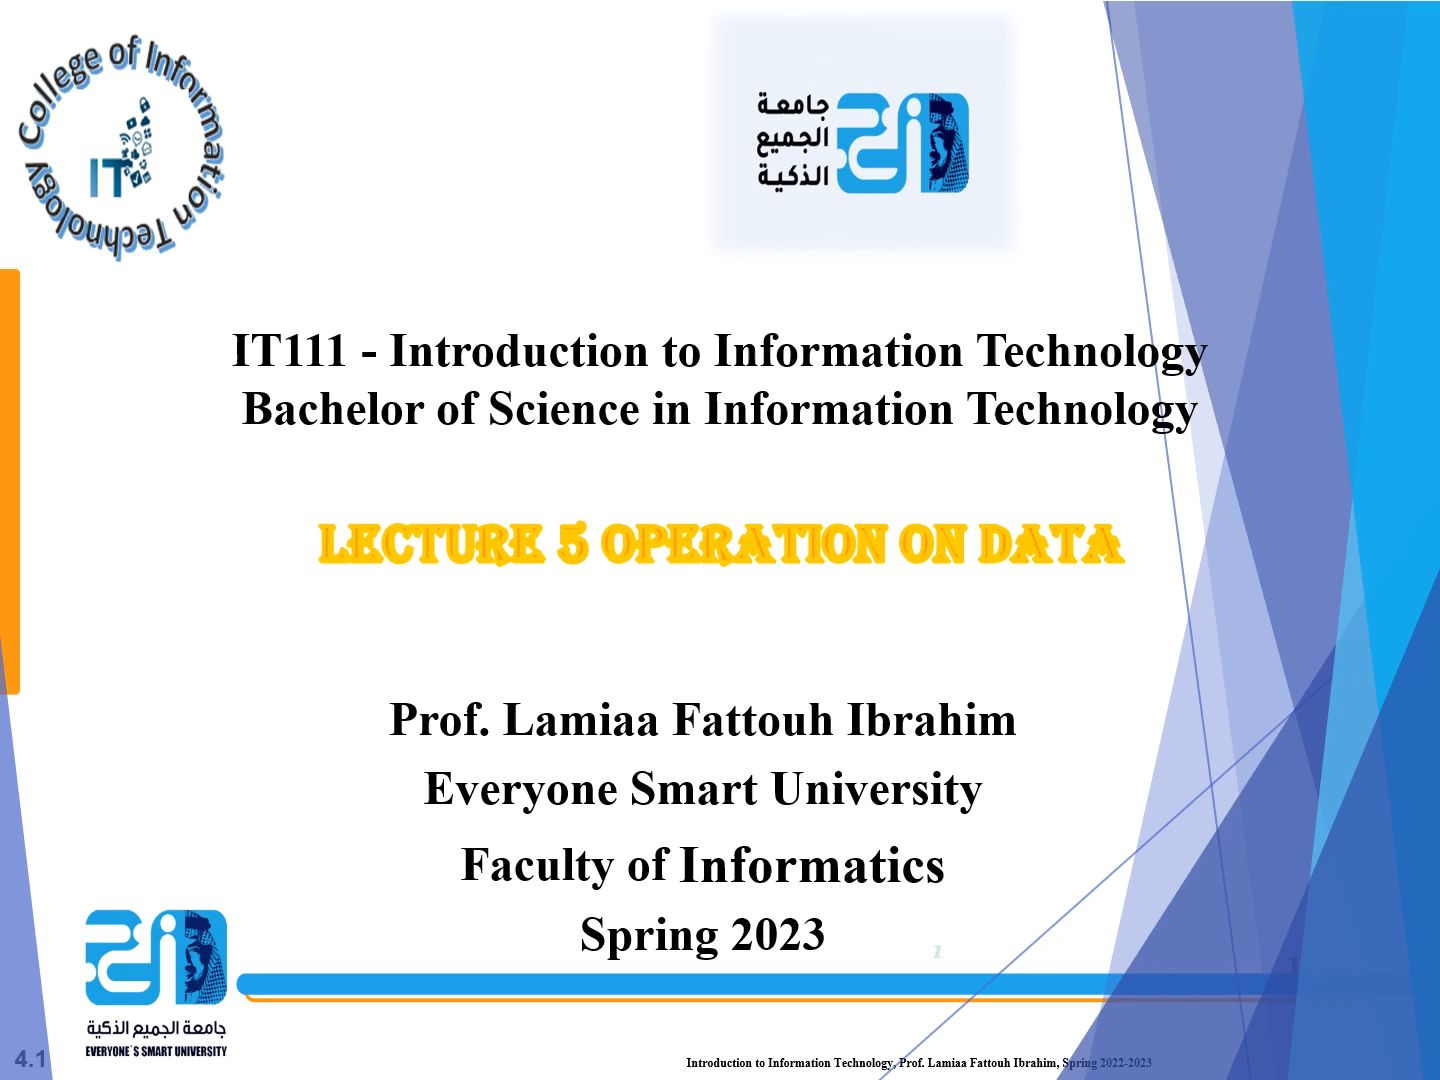 College of Information Technology
IT
جامعة
الجميع
الذكية
IT111 - Introduction to Information Technology
Bachelor of Science in Information Technology
LECTURE 5 OPERATION ON DATA
Prof. Lamiaa Fattouh Ibrahim
Everyone Smart University
Faculty of Informatics
Spring 2023
1
1
جامعة الجميع الذكية
EVERYONE`S SMART UNIVERSITY
4.1
Introduction to Information Technology, Prof. Lamiaa Fattouh Ibrahim, Spring 2022-2023